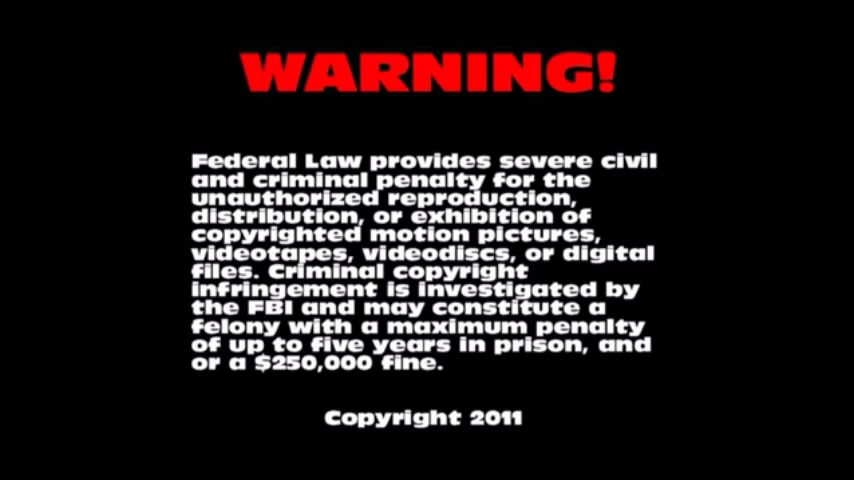 WARNING!
Federal Law provides severe civil
and criminal penalty for the
unauthorized reproduction,
distribution, or exhibition of
copyrighted motion pictures,
videotapes, videodiscs, or digital
files. Criminal copyright
infringement is investigated by
the FBI and may constitute a
felony with a maximum penalty
of up to five years in prison, and
or a $250,000 fine.
Copyright 2011